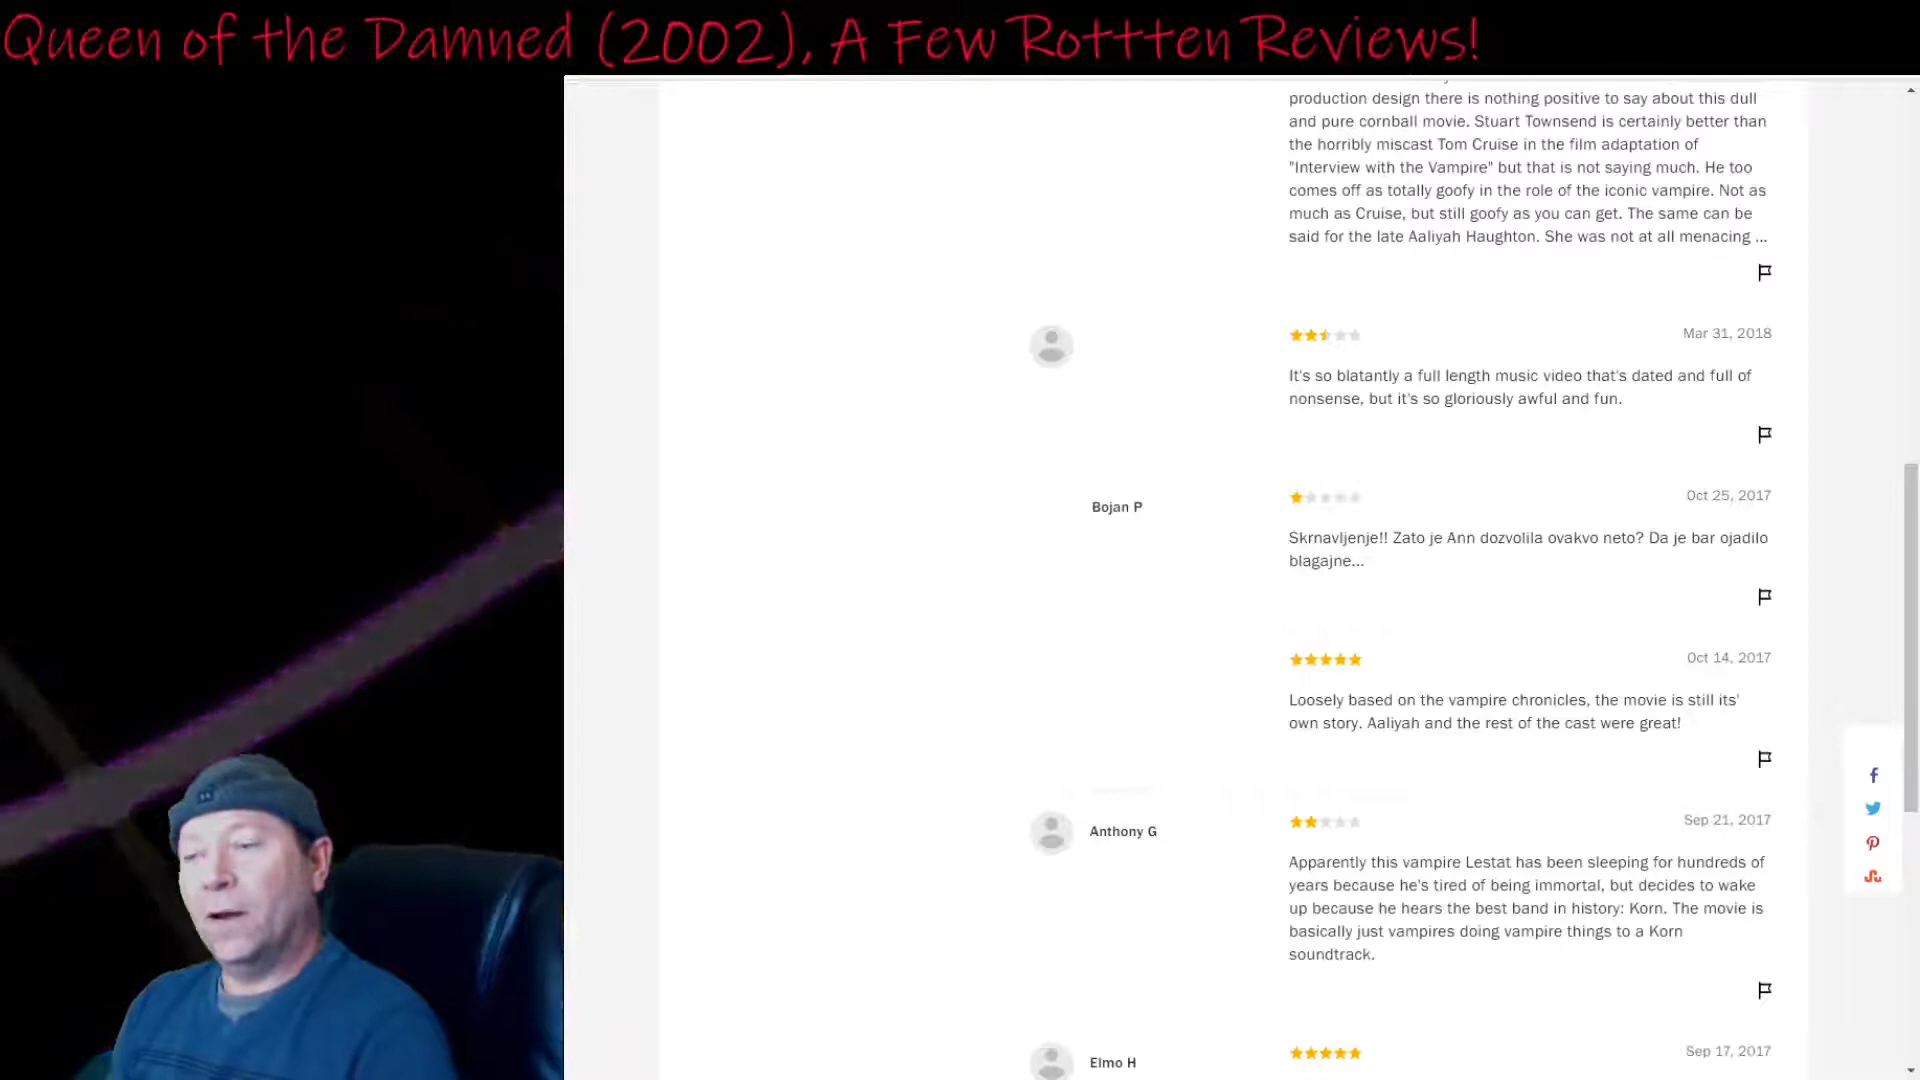 Queen of the Damned (2002), A Few Rottten Reviews!
production design there is nothing positive to say about this dull
and pure cornball movie. Stuart Townsend is certainly better than
the horribly miscast Tom Cruise in the film adaptation of
"Interview with the Vampire" but that is not saying much. He too
comes off as totally goofy in the role of the iconic vampire. Not as
much as Cruise, but still goofy as you can get. The same can be
said for the late Aaliyah Haughton. She was not at all menacing ...
Mar 31, 2018
It's so blatantly a full length music video that's dated and full of
nonsense, but it's so gloriously awful and fun.
Bojan P
Oct 25, 2017
Skrnavljenje!! Zato je Ann dozvolila ovakvo neto? Da je bar ojadilo
blagajne...
Oct 14, 2017
Loosely based on the vampire chronicles, the movie is still its'
own story. Aaliyah and the rest of the cast were great!
Anthony G
Sep 21, 2017
Apparently this vampire Lestat has been sleeping for hundreds of
years because he's tired of being immortal, but decides to wake
up because he hears the best band in history: Korn. The movie is
basically just vampires doing vampire things to a Korn
soundtrack.
Elmo H
Sep 17, 2017